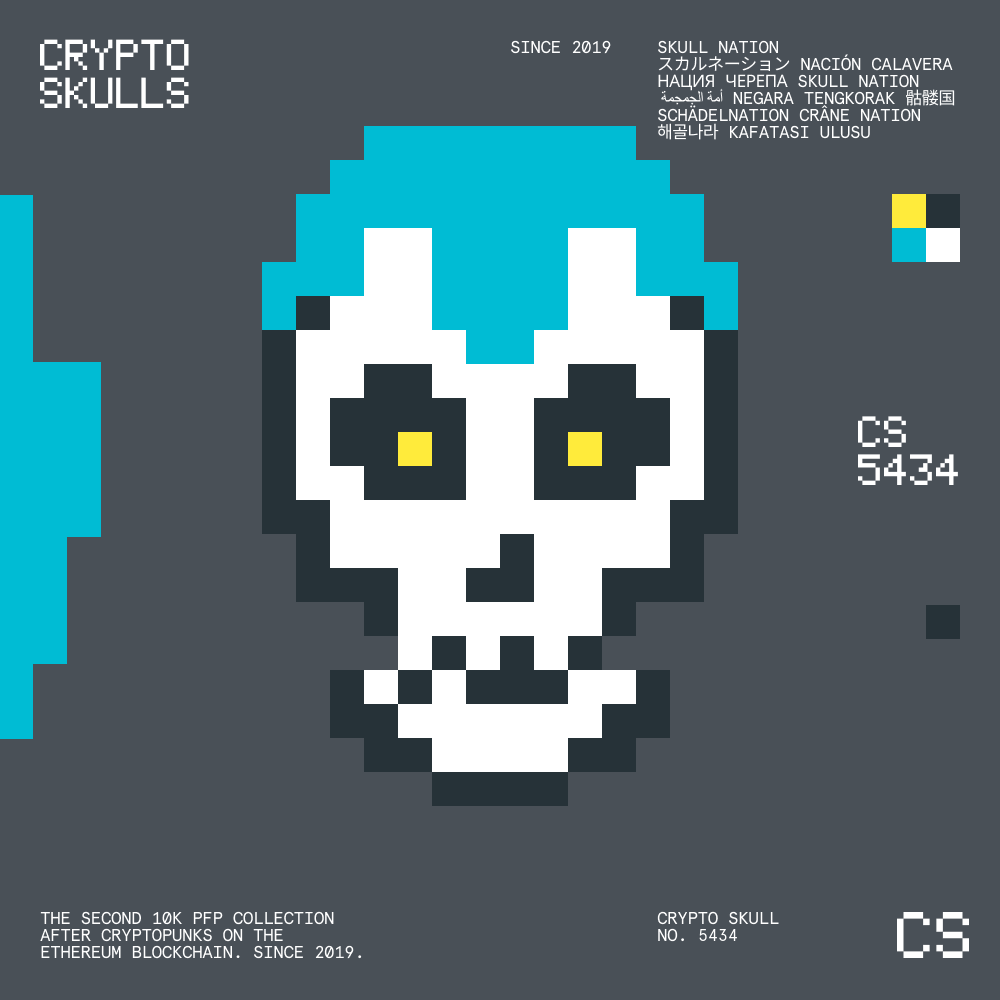 CRYPTO
SKULLS
SINCE 2019
SKULL NATION
スカルネーション NACIÓN CALAVERA
НАЦИЯ ЧЕРЕПА SKULL NATION
أمة الجمجمة NEGARA TENGKORAK 骷髅国
SCHÄDELNATION CRÂNE NATION
해골나라 KAFATASI ULUSU
CS
5434
THE SECOND 10K PFP COLLECTION
AFTER CRYPTOPUNKS ON THE
ETHEREUM BLOCKCHAIN. SINCE 2019.
CRYPTO SKULL
NO. 5434
CS